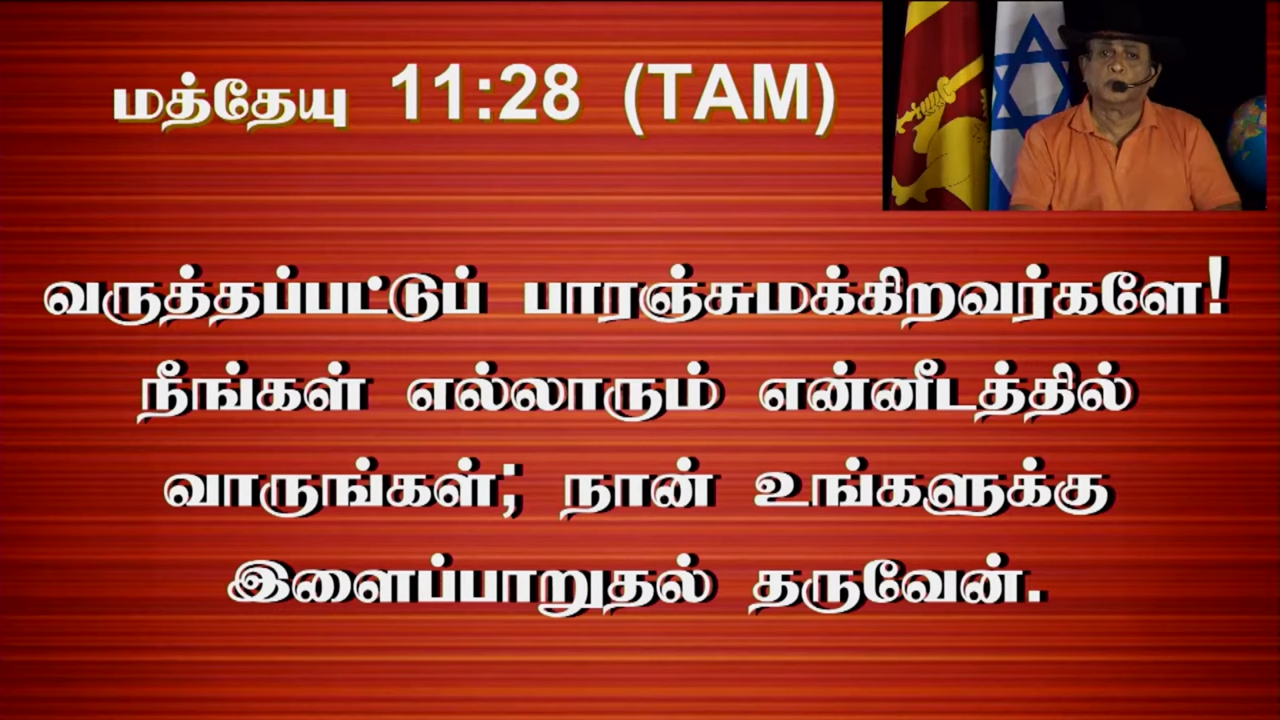 மத்தேயு 11:28 (TAM)
வருத்தப்பட்டுப் பாரஞ்சுமக்கிறவர்களே!
நீங்கள் எல்லாரும் என்னீடத்தில்
வாருங்கள்; நான் உங்களுக்கு
இளைப்பாறுதல் தருவேன்.